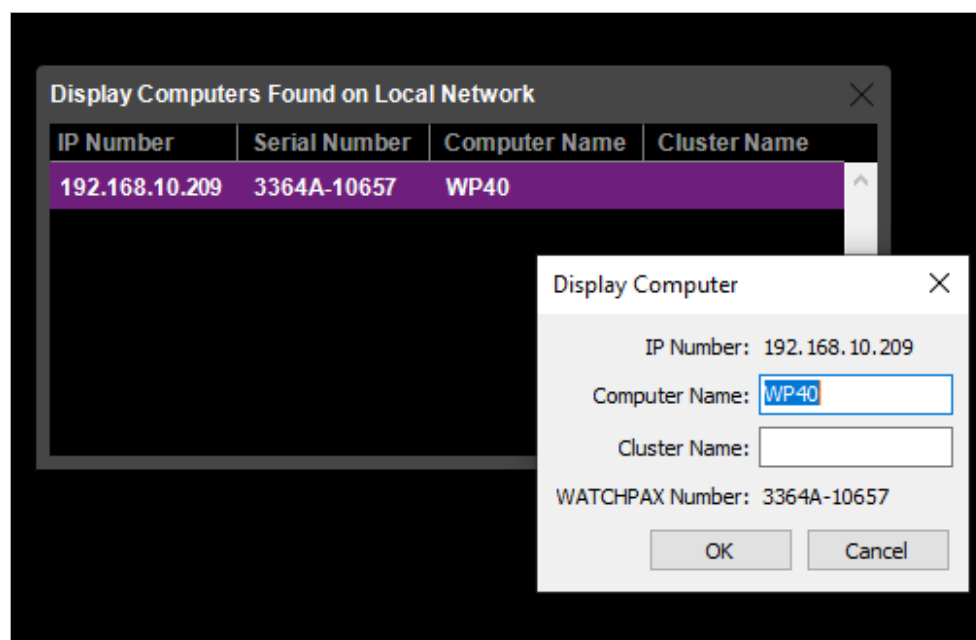 Display Computers Found on Local Network
IP Number Serial Number Computer Name Cluster Name
192.168.10.209 3364A-10657 WP40
Display Computer
IP Number: 192.168.10.209
Computer Name: WP40
Cluster Name:
WATCHPAX Number: 3364A-10657
OK Cancel